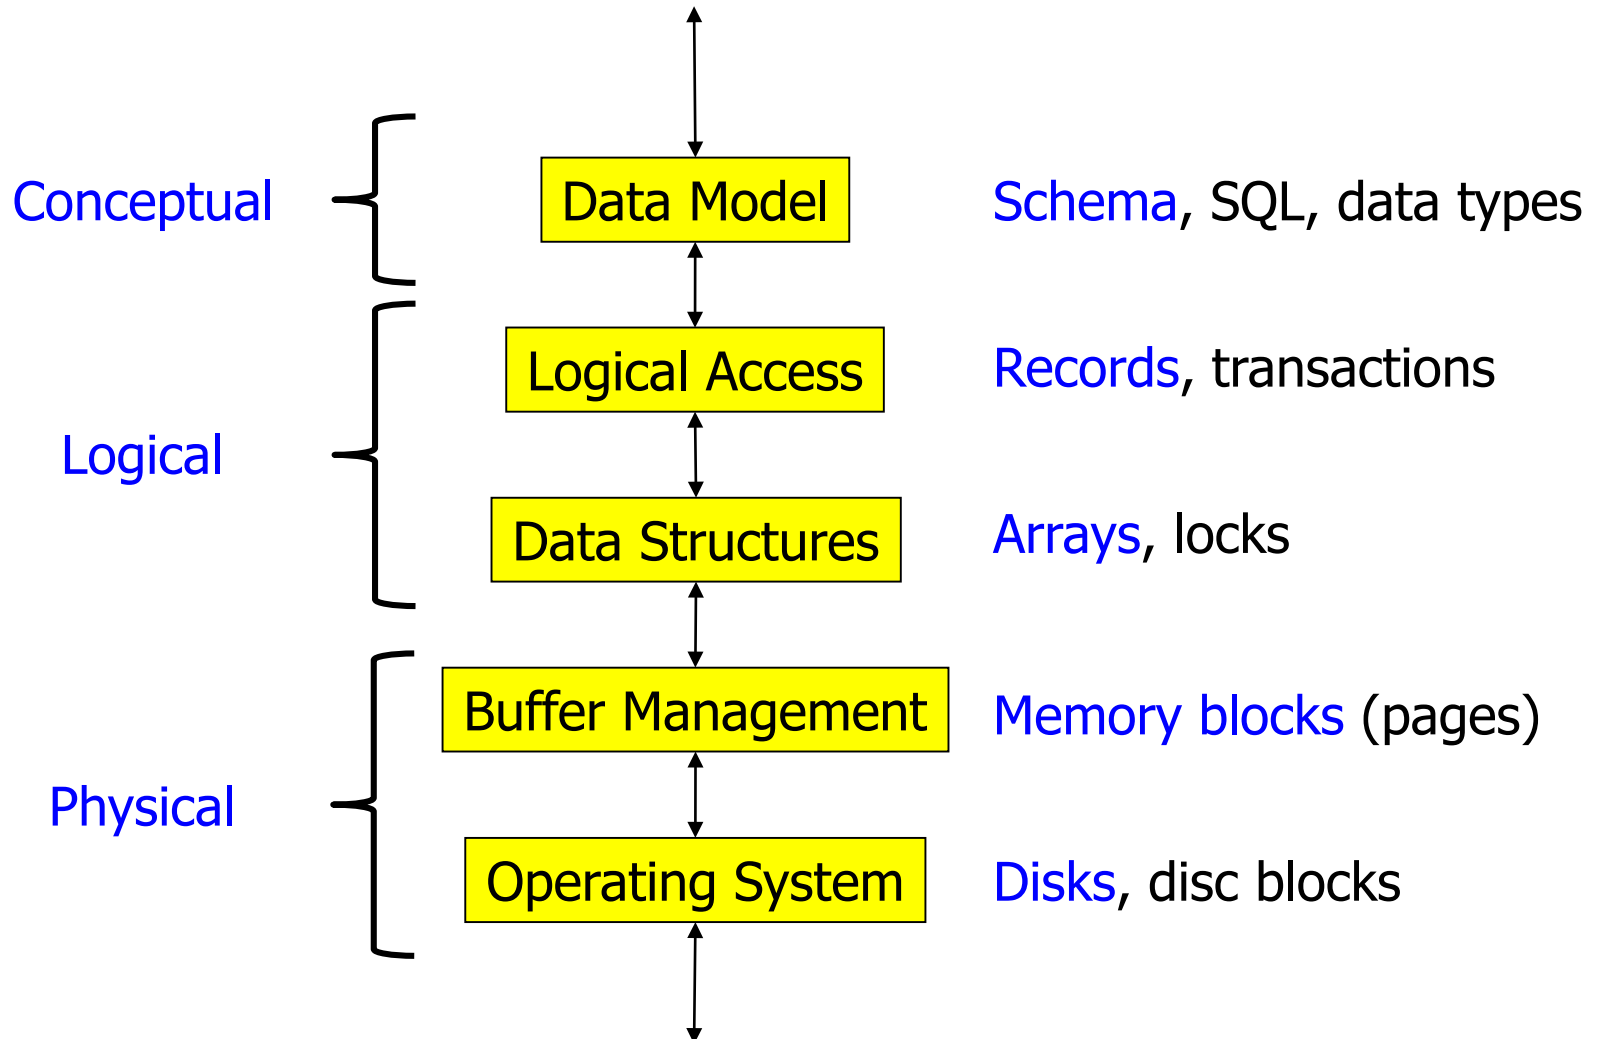 Conceptual
Data Model
Schema, SQL, data types
Logical Access
Records, transactions
Logical
Data Structures
Arrays, locks
Buffer Management
Memory blocks (pages)
Physical
Operating System
Disks, disc blocks